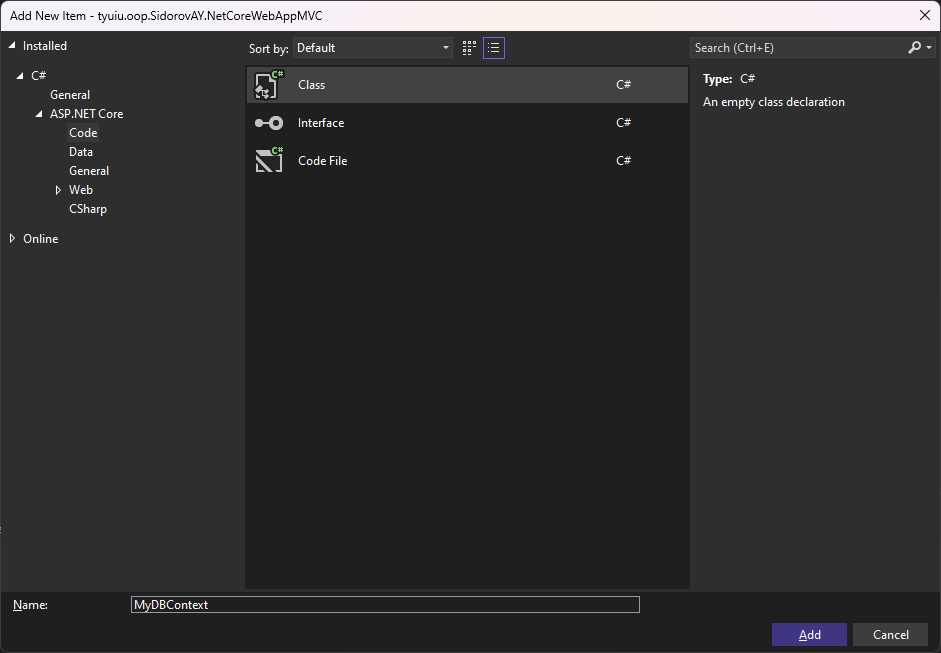 Add New Item - tyuiu.oop.SidorovAY.NetCoreWebAppMVC
Installed
C#
General
ASP.NET Core
Code
Data
General
Web
CSharp
Online
Sort by: Default
Class C#
Interface C#
Code File C#
Search (Ctrl+E)
Type: C#
An empty class declaration
Name: MyDBContext
Add Cancel